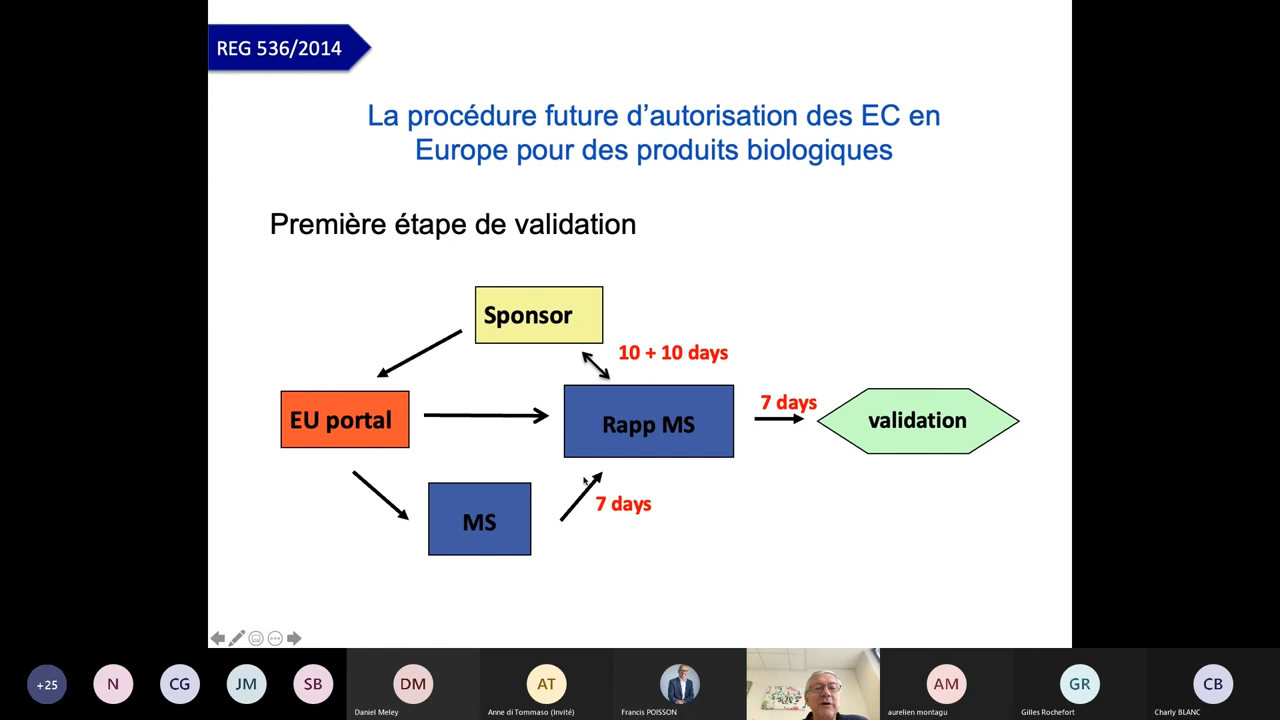 REG 536/2014
La procédure future d’autorisation des EC en
Europe pour des produits biologiques
Première étape de validation
Sponsor
10 + 10 days
EU portal
Rapp MS
7 days
validation
MS
7 days
+25
N
CG
JM
SB
DM
AT
AM
GR
CB
Daniel Meley
Anne di Tommaso (Invité)
Francis POISSON
aurelien montagu
Gilles Rochefort
Charly BLANC